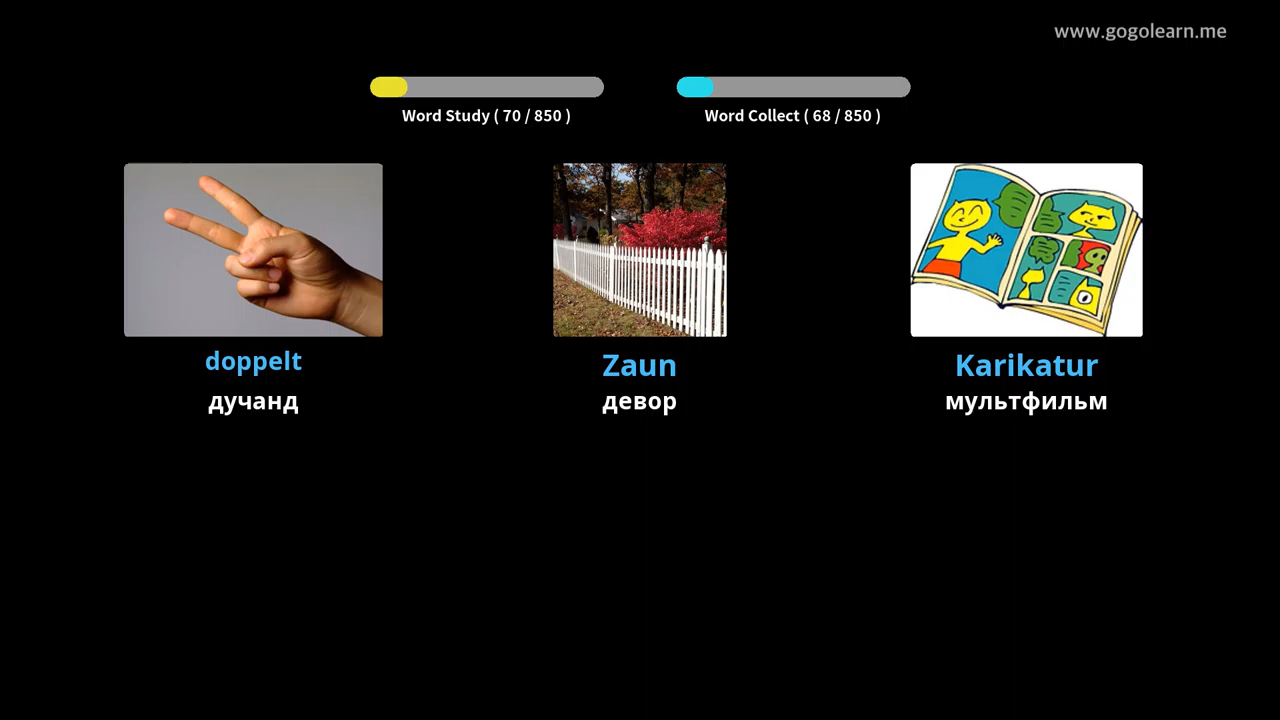 www.gogolearn.me
Word Study ( 70 / 850 )
Word Collect ( 68 / 850 )
doppelt
Zaun
Karikatur
дучанд
девор
мультфильм